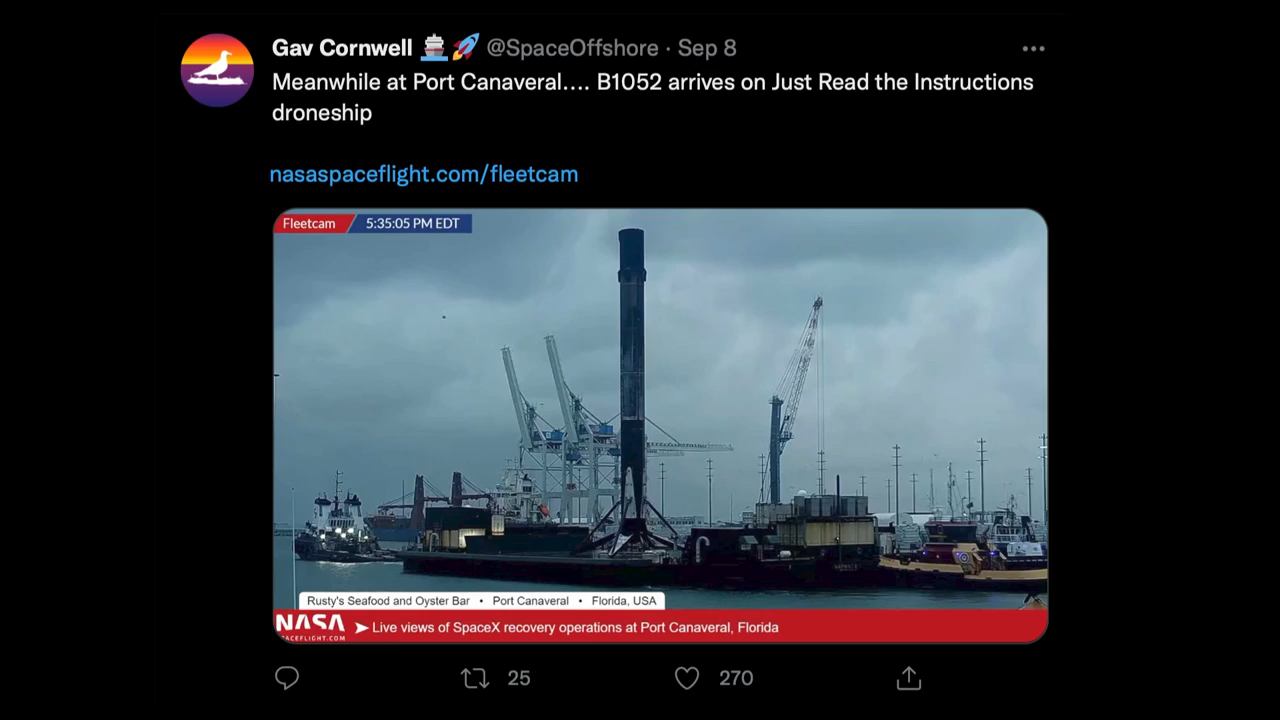 Gav Cornwell 🛳️🚀 @SpaceOffshore · Sep 8
Meanwhile at Port Canaveral.... B1052 arrives on Just Read the Instructions
droneship
nasaspaceflight.com/fleetcam
Fleetcam 5:35:05 PM EDT
Rusty's Seafood and Oyster Bar • Port Canaveral • Florida, USA
NASA
SPACEFLIGHT.COM
➤ Live views of SpaceX recovery operations at Port Canaveral, Florida
25 270